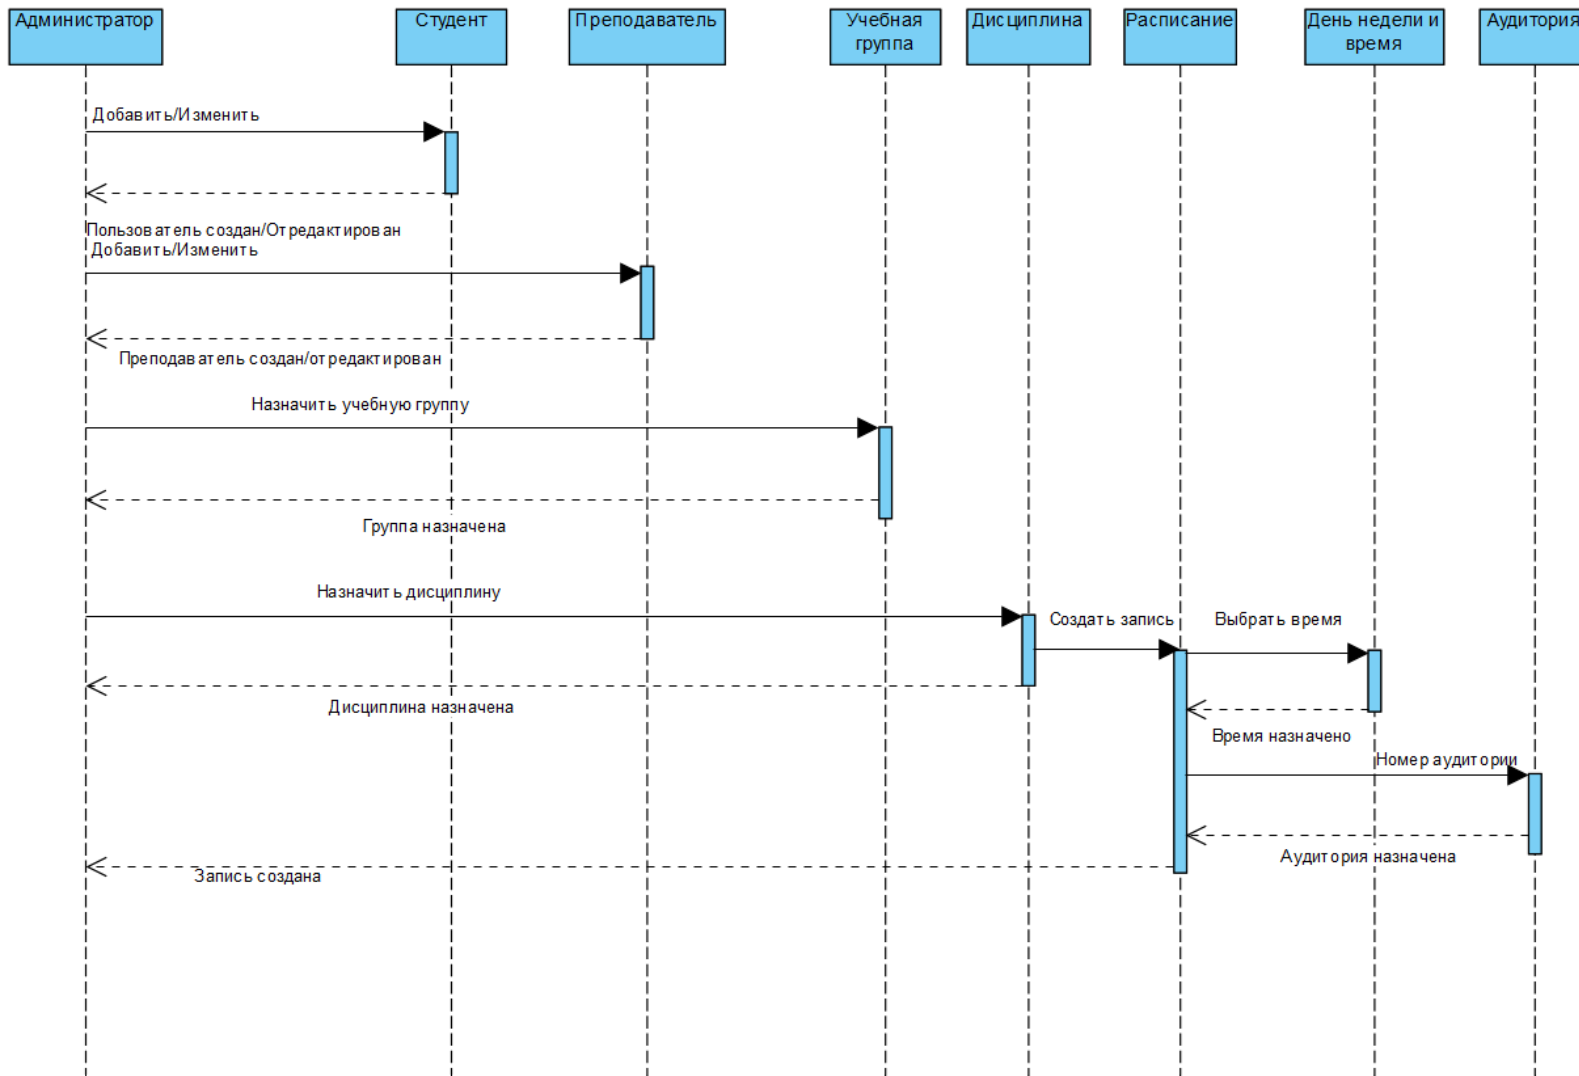 Администратор
Студент
Преподаватель
Учебная
группа
Дисциплина
Расписание
День недели и
время
Аудитория
Добавить/Изменить
Пользователь создан/Отредактирован
Добавить/Изменить
Преподаватель создан/отредактирован
Назначить учебную группу
Группа назначена
Назначить дисциплину
Создать запись
Выбрать время
Дисциплина назначена
Время назначено
Номер аудитории
Аудитория назначена
Запись создана